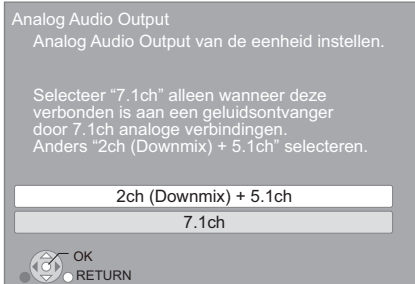 Analog Audio Output
Analog Audio Output van de eenheid instellen.
Selecteer “7.1ch” alleen wanneer deze
verbonden is aan een geluidsontvanger
door 7.1ch analoge verbindingen.
Anders “2ch (Downmix) + 5.1ch” selecteren.
2ch (Downmix) + 5.1ch
7.1ch
OK
RETURN